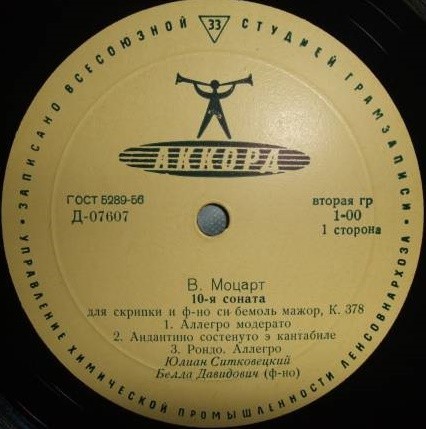 ЗАПИСАНО ВСЕСОЮЗНОЙ СТУДИЕЙ ГРАМЗАПИСИ
33
АККОРД
ГОСТ 5289-56
Д-07607
вторая гр
1-00
1 сторона
В. Моцарт
10-я соната
для скрипки и ф-но си-бемоль мажор, К. 378
1. Аллегро модерато
2. Андантино состенуто э кантабиле
3. Рондо. Аллегро
Юлиан Ситковецкий
Белла Давидович (ф-но)
УПРАВЛЕНИЕ ХИМИЧЕСКОЙ ПРОМЫШЛЕННОСТИ ЛЕНСОВНАРХОЗА